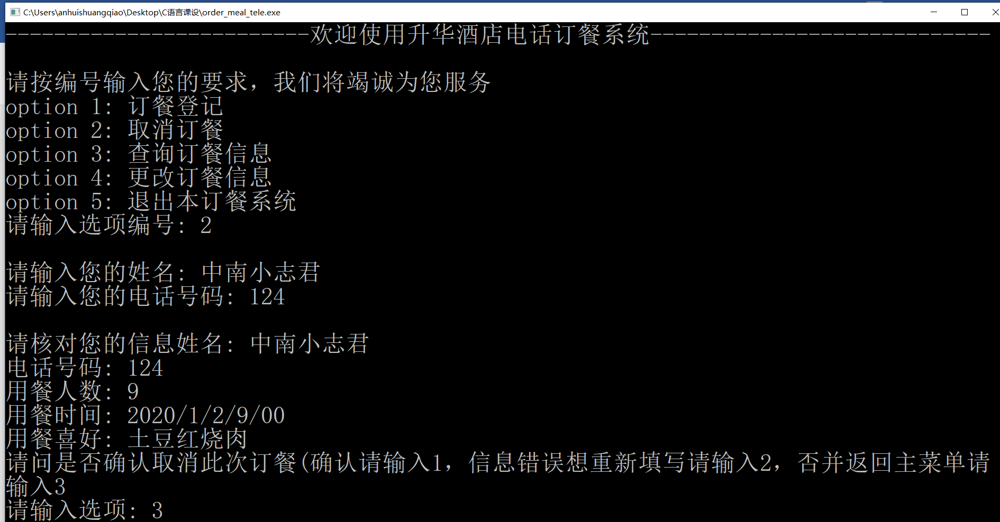 C:\Users\anhuishuangqiao\Desktop\C语言课设\order_meal_tele.exe
-------------------------欢迎使用升华酒店电话订餐系统----------------------------
请按编号输入您的要求，我们将竭诚为您服务
option 1: 订餐登记
option 2: 取消订餐
option 3: 查询订餐信息
option 4: 更改订餐信息
option 5: 退出本订餐系统
请输入选项编号: 2
请输入您的姓名: 中南小志君
请输入您的电话号码: 124
请核对您的信息姓名: 中南小志君
电话号码: 124
用餐人数: 9
用餐时间: 2020/1/2/9/00
用餐喜好: 土豆红烧肉
请问是否确认取消此次订餐(确认请输入1，信息错误想重新填写请输入2，否并返回主菜单请
输入3
请输入选项: 3